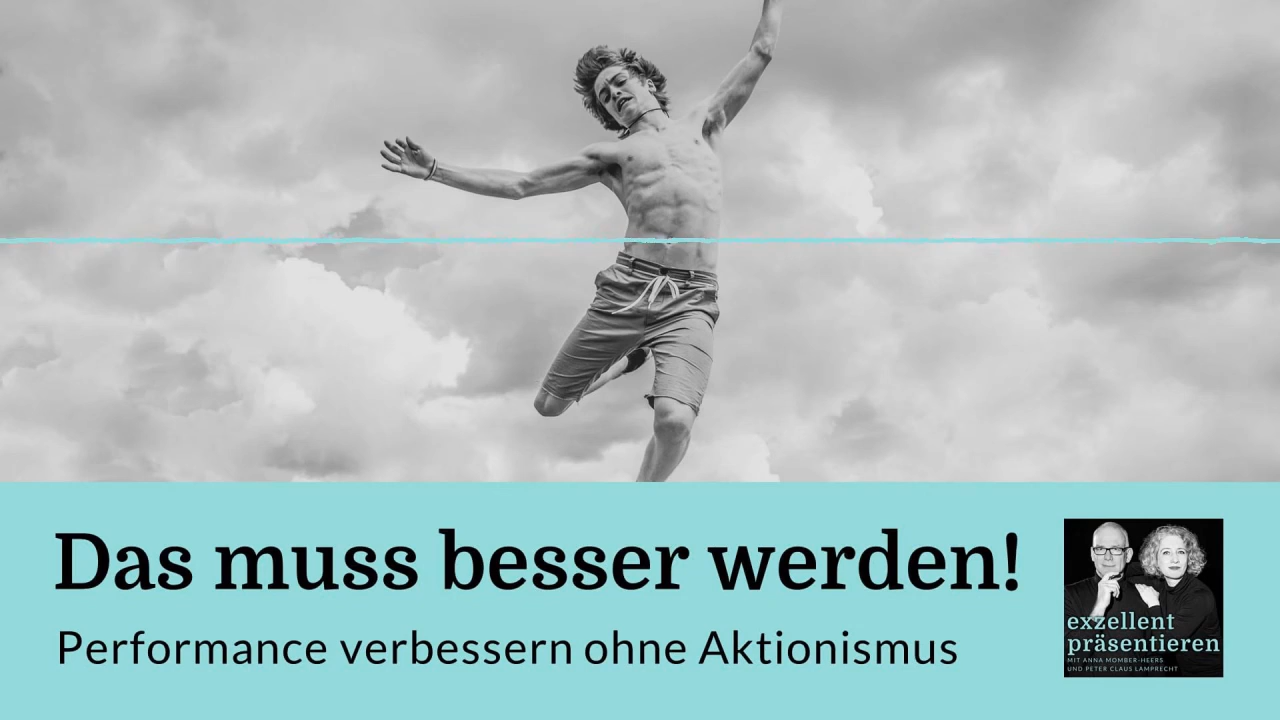 Das muss besser werden!
Performance verbessern ohne Aktionismus
exzellent
präsentieren
MIT ANNA MOMBER-HEERS
UND PETER CLAUS LAMPRECHT